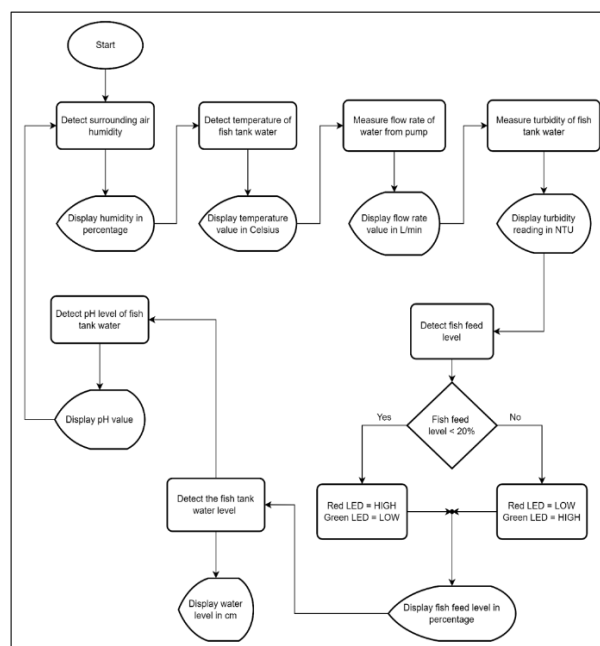 Start
Detect surrounding air
humidity
Display humidity in
percentage
Detect temperature of
fish tank water
Display temperature
value in Celsius
Measure flow rate of
water from pump
Display flow rate
value in L/min
Measure turbidity of fish
tank water
Display turbidity
reading in NTU
Detect fish feed
level
Fish feed
level < 20%
Yes
No
Red LED = HIGH
Green LED = LOW
Red LED = LOW
Green LED = HIGH
Display fish feed level in
percentage
Detect the fish tank
water level
Display water
level in cm
Detect pH level of fish
tank water
Display pH value